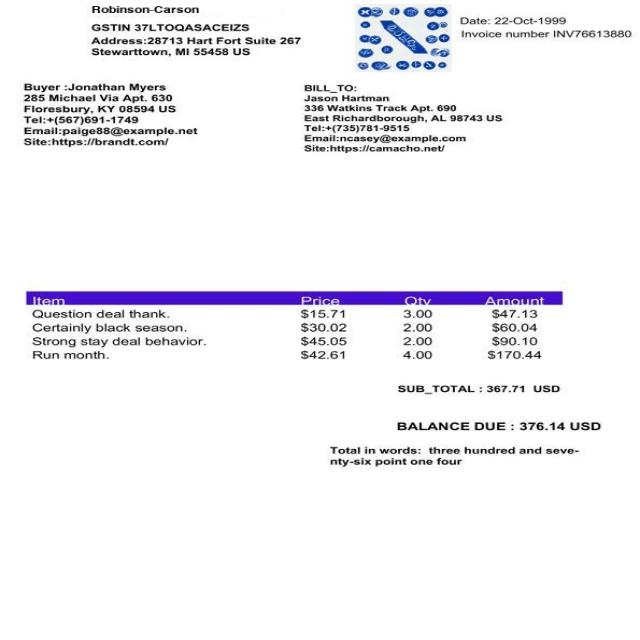 Robinson-Carson
GSTIN 37LTOQASACEIZS
Address:28713 Hart Fort Suite 267
Stewarttown, MI 55458 US
Date: 22-Oct-1999
Invoice number INV76613880
Buyer :Jonathan Myers
285 Michael Via Apt. 630
Floresbury, KY 08594 US
Tel:+(567)691-1749
Email:paige88@example.net
Site:https://brandt.com/
BILL_TO:
Jason Hartman
336 Watkins Track Apt. 690
East Richardborough, AL 98743 US
Tel:+(735)781-9515
Email:ncasey@example.com
Site:https://camacho.net/
Item Price Qty Amount
Question deal thank. $15.71 3.00 $47.13
Certainly black season. $30.02 2.00 $60.04
Strong stay deal behavior. $45.05 2.00 $90.10
Run month. $42.61 4.00 $170.44
SUB_TOTAL : 367.71 USD
BALANCE DUE : 376.14 USD
Total in words: three hundred and seve-
nty-six point one four